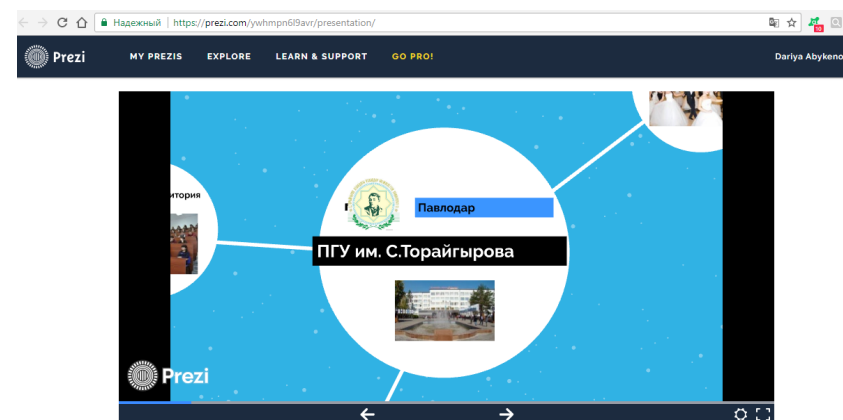 Надежный | https://prezi.com/ywhmpn6l9avr/presentation/
Prezi MY PREZIS EXPLORE LEARN & SUPPORT GO PRO! Dariya Abykeno
10
итория
Павлодар
ПГУ им. С.Торайгырова
Prezi